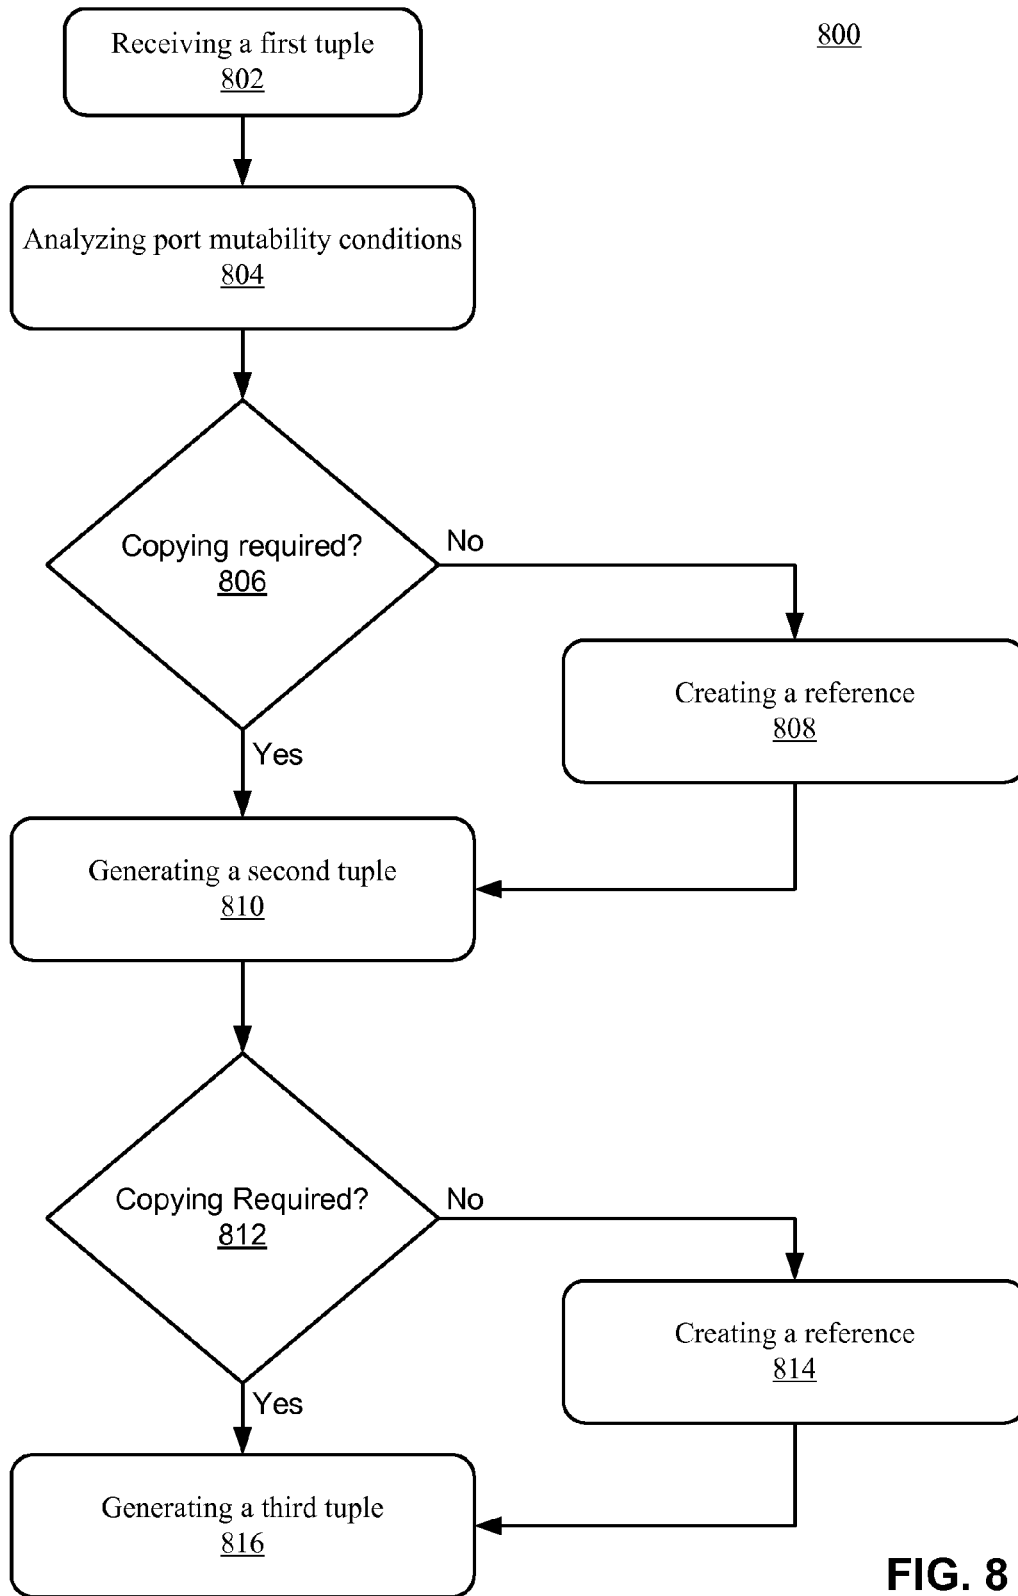 Receiving a first tuple
802
800
Analyzing port mutability conditions
804
Copying required?
806
No
Creating a reference
808
Yes
Generating a second tuple
810
Copying Required?
812
No
Creating a reference
814
Yes
Generating a third tuple
816
FIG. 8